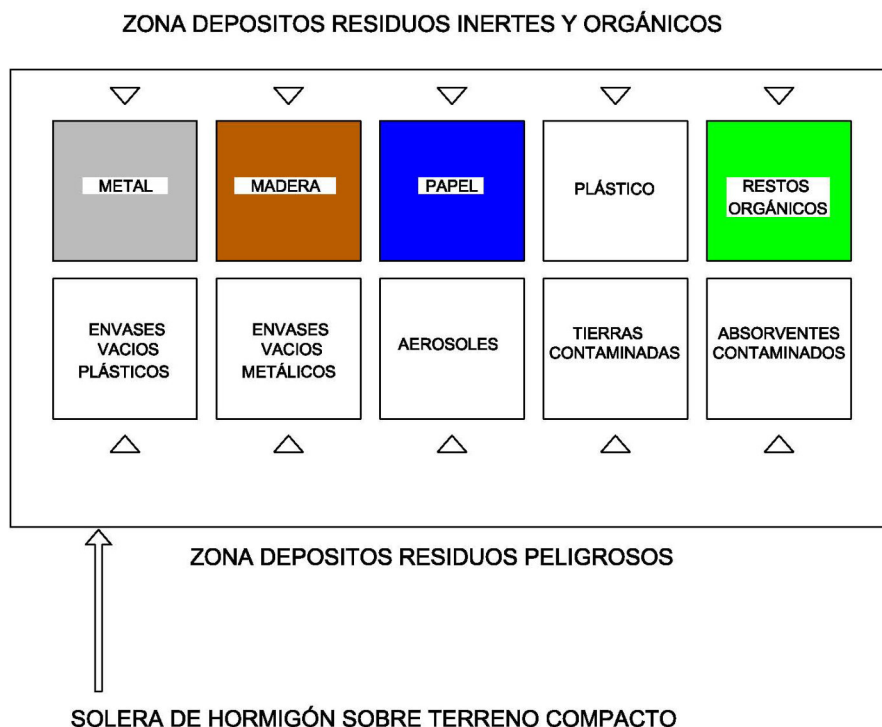 ZONA DEPOSITOS RESIDUOS INERTES Y ORGÁNICOS
METAL
MADERA
PAPEL
PLÁSTICO
RESTOS
ORGÁNICOS
ENVASES
VACIOS
PLÁSTICOS
ENVASES
VACIOS
METÁLICOS
AEROSOLES
TIERRAS
CONTAMINADAS
ABSORVENTES
CONTAMINADOS
ZONA DEPOSITOS RESIDUOS PELIGROSOS
SOLERA DE HORMIGÓN SOBRE TERRENO COMPACTO